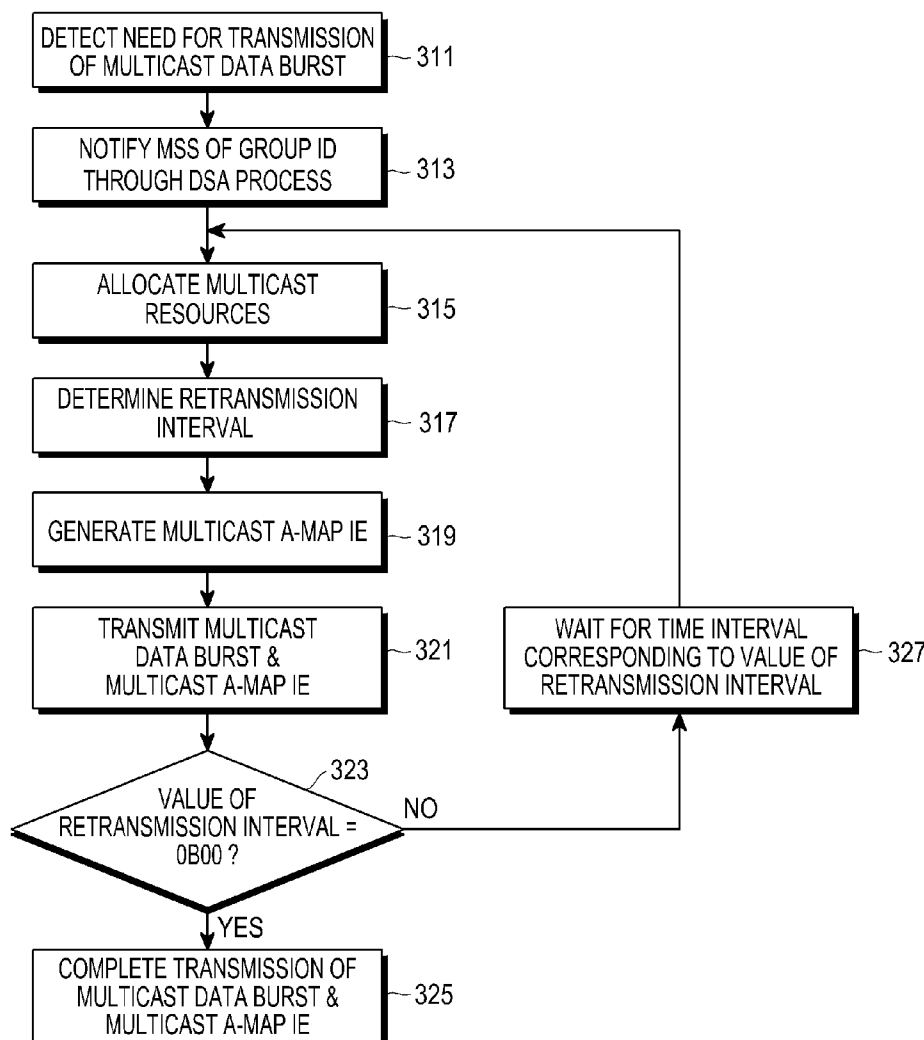 DETECT NEED FOR TRANSMISSION
OF MULTICAST DATA BURST
311
NOTIFY MSS OF GROUP ID
THROUGH DSA PROCESS
313
ALLOCATE MULTICAST
RESOURCES
315
DETERMINE RETRANSMISSION
INTERVAL
317
GENERATE MULTICAST A-MAP IE
319
TRANSMIT MULTICAST
DATA BURST &
MULTICAST A-MAP IE
321
WAIT FOR TIME INTERVAL
CORRESPONDING TO VALUE OF
RETRANSMISSION INTERVAL
327
323
VALUE OF
RETRANSMISSION INTERVAL =
0B00 ?
NO
YES
COMPLETE TRANSMISSION OF
MULTICAST DATA BURST &
MULTICAST A-MAP IE
325